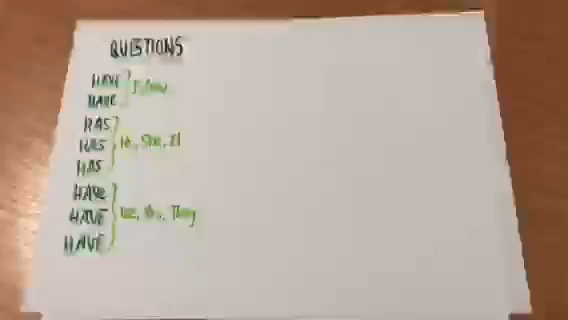 QUESTIONS
HAVE
HAVE
I, You
HAS
HAS
HAS
He, She, It
HAVE
HAVE
HAVE
We, You, They